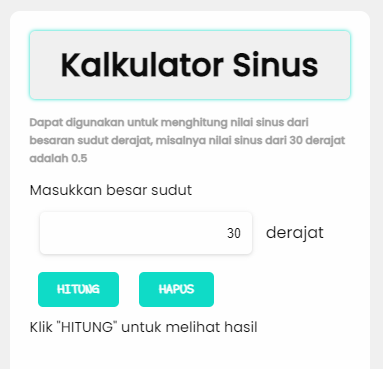 Kalkulator Sinus
Dapat digunakan untuk menghitung nilai sinus dari
besaran sudut derajat, misalnya nilai sinus dari 30 derajat
adalah 0.5
Masukkan besar sudut
30 derajat
HITUNG HAPUS
Klik "HITUNG" untuk melihat hasil